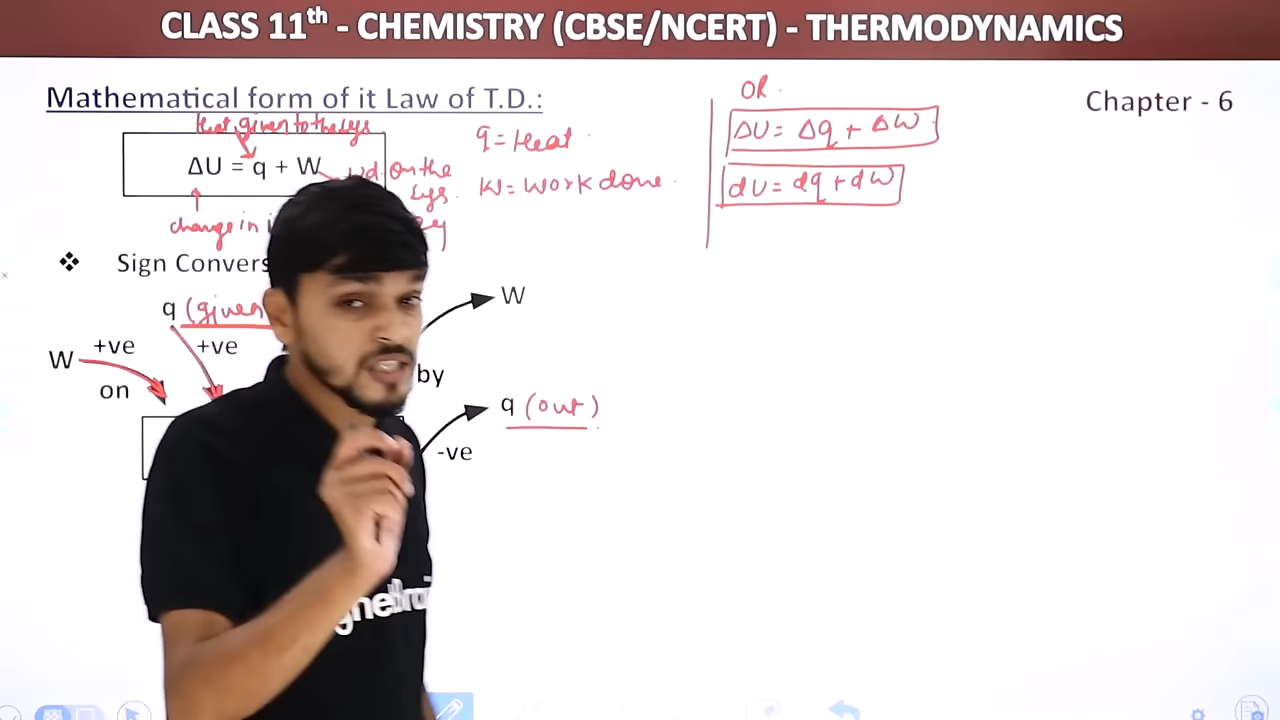 CLASS 11th - CHEMISTRY (CBSE/NCERT) - THERMODYNAMICS
Mathematical form of it Law of T.D.:
Chapter - 6
heat given to the sys.
ΔU = q + W
w.d. on the
sys.
change in
q = Heat
W = Work done
OR
ΔU = Δq + ΔW
dU = dq + dW
Sign Convers
q (given
W
+ve
+ve
on
W
by
q (out)
-ve